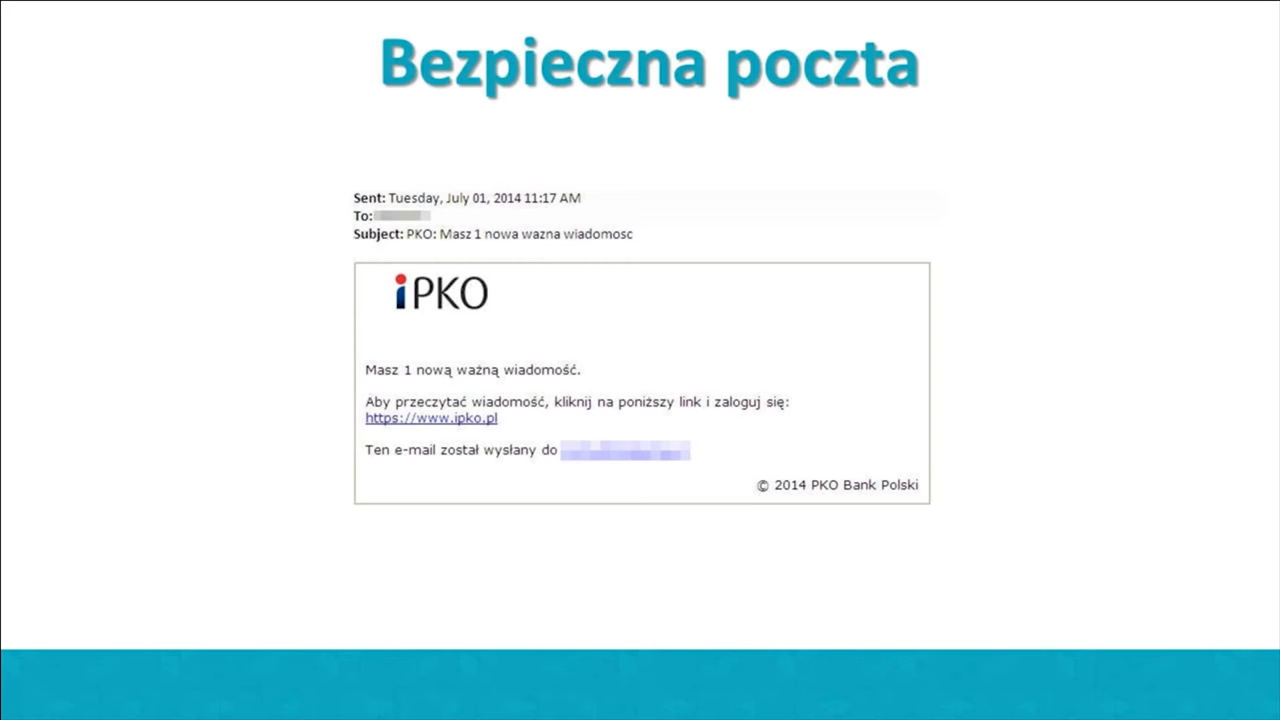 Bezpieczna poczta
Sent: Tuesday, July 01, 2014 11:17 AM
To:
Subject: PKO: Masz 1 nowa wazna wiadomosc
iPKO
Masz 1 nową ważną wiadomość.
Aby przeczytać wiadomość, kliknij na poniższy link i zaloguj się:
https://www.ipko.pl
Ten e-mail został wysłany do
© 2014 PKO Bank Polski